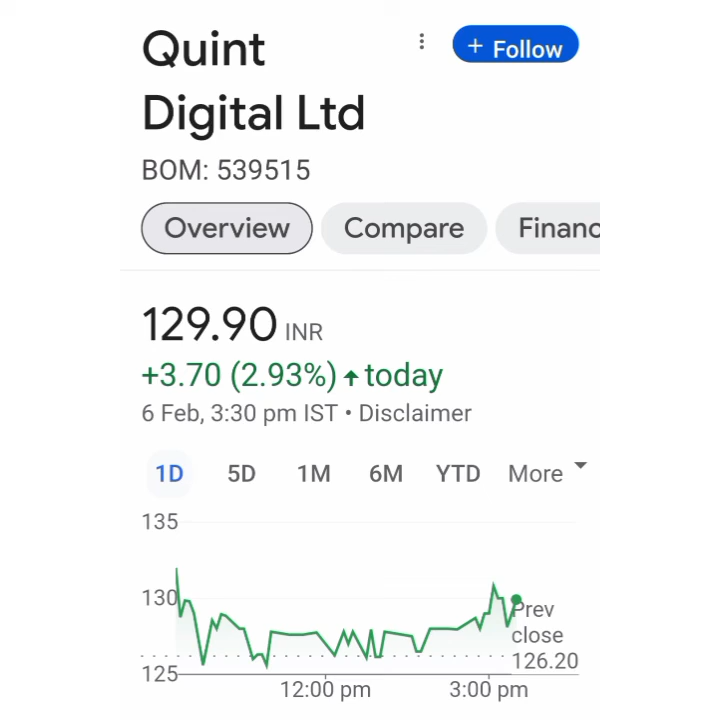 Quint
Digital Ltd
+ Follow
BOM: 539515
Overview
Compare
Financ
129.90 INR
+3.70 (2.93%) ↑ today
6 Feb, 3:30 pm IST • Disclaimer
1D 5D 1M 6M YTD More
135
130
125
Prev
close
126.20
12:00 pm 3:00 pm